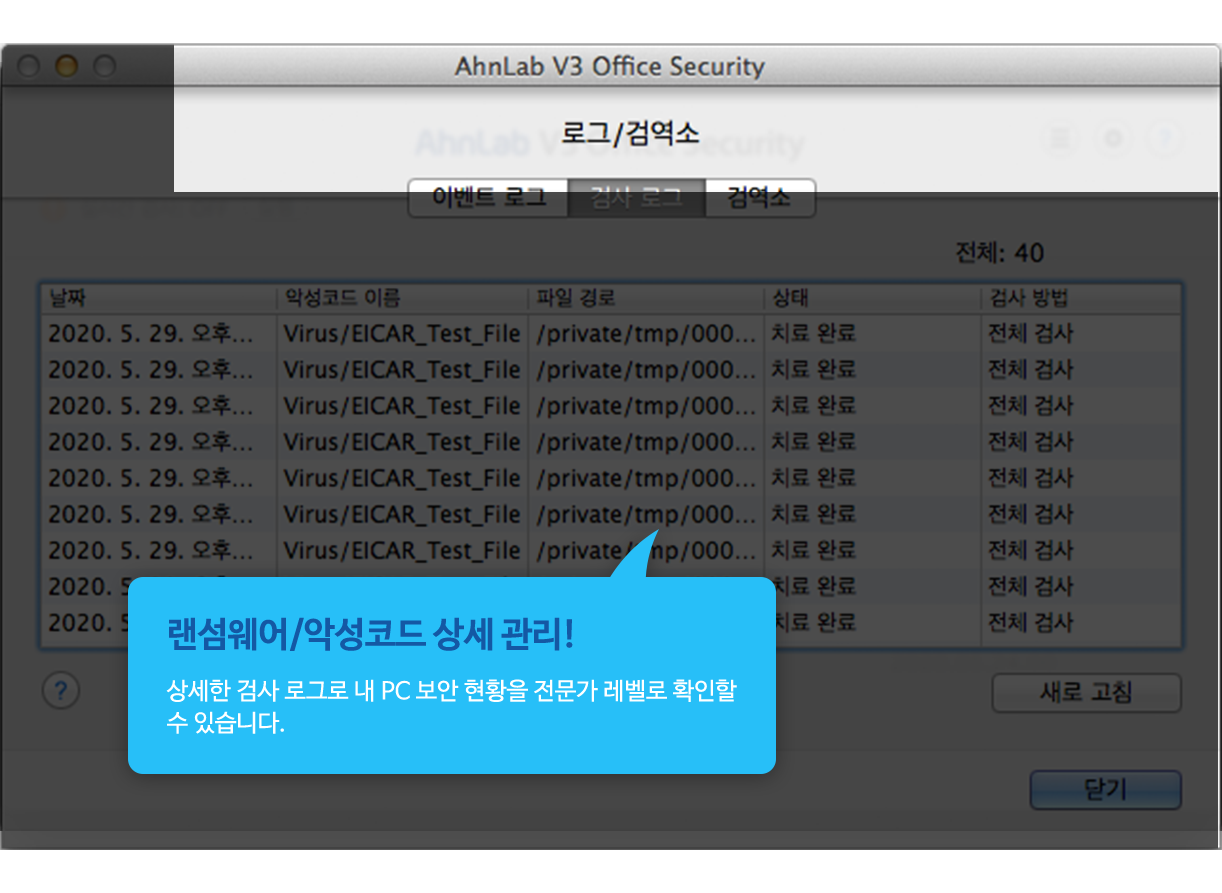 AhnLab V3 Office Security
로그/검역소
AhnLab V3 Office Security
이벤트 로그 검사 로그 검역소
전체: 40
날짜 악성코드 이름 파일 경로 상태 검사 방법
2020. 5. 29. 오후... Virus/EICAR_Test_File /private/tmp/000... 치료 완료 전체 검사
2020. 5. 29. 오후... Virus/EICAR_Test_File /private/tmp/000... 치료 완료 전체 검사
2020. 5. 29. 오후... Virus/EICAR_Test_File /private/tmp/000... 치료 완료 전체 검사
2020. 5. 29. 오후... Virus/EICAR_Test_File /private/tmp/000... 치료 완료 전체 검사
2020. 5. 29. 오후... Virus/EICAR_Test_File /private/tmp/000... 치료 완료 전체 검사
2020. 5. 29. 오후... Virus/EICAR_Test_File /private/tmp/000... 치료 완료 전체 검사
2020. 5. 29. 오후... Virus/EICAR_Test_File /private/tmp/000... 치료 완료 전체 검사
2020. 5 치료 완료 전체 검사
2020. 5 치료 완료 전체 검사
랜섬웨어/악성코드 상세 관리!
상세한 검사 로그로 내 PC 보안 현황을 전문가 레벨로 확인할
수 있습니다.
? 새로 고침
닫기